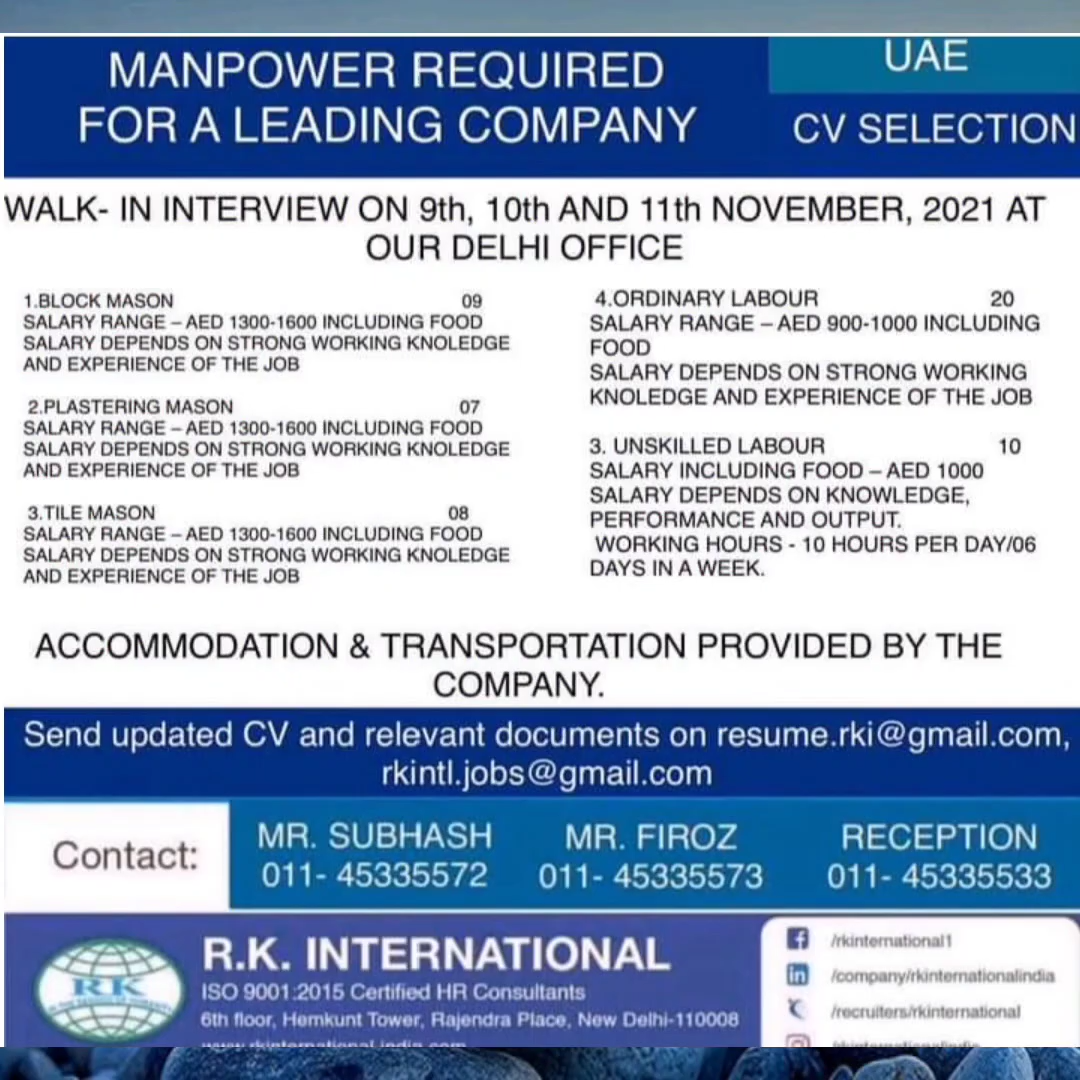 MANPOWER REQUIRED
FOR A LEADING COMPANY
UAE
CV SELECTION
WALK- IN INTERVIEW ON 9th, 10th AND 11th NOVEMBER, 2021 AT
OUR DELHI OFFICE
1.BLOCK MASON 09
SALARY RANGE – AED 1300-1600 INCLUDING FOOD
SALARY DEPENDS ON STRONG WORKING KNOLEDGE
AND EXPERIENCE OF THE JOB
2.PLASTERING MASON 07
SALARY RANGE – AED 1300-1600 INCLUDING FOOD
SALARY DEPENDS ON STRONG WORKING KNOLEDGE
AND EXPERIENCE OF THE JOB
3.TILE MASON 08
SALARY RANGE – AED 1300-1600 INCLUDING FOOD
SALARY DEPENDS ON STRONG WORKING KNOLEDGE
AND EXPERIENCE OF THE JOB
4.ORDINARY LABOUR 20
SALARY RANGE – AED 900-1000 INCLUDING
FOOD
SALARY DEPENDS ON STRONG WORKING
KNOLEDGE AND EXPERIENCE OF THE JOB
3. UNSKILLED LABOUR 10
SALARY INCLUDING FOOD – AED 1000
SALARY DEPENDS ON KNOWLEDGE,
PERFORMANCE AND OUTPUT.
WORKING HOURS - 10 HOURS PER DAY/06
DAYS IN A WEEK.
ACCOMMODATION & TRANSPORTATION PROVIDED BY THE
COMPANY.
Send updated CV and relevant documents on resume.rki@gmail.com,
rkintl.jobs@gmail.com
Contact:
MR. SUBHASH
011- 45335572
MR. FIROZ
011- 45335573
RECEPTION
011- 45335533
RK
R.K. INTERNATIONAL
ISO 9001:2015 Certified HR Consultants
6th floor, Hemkunt Tower, Rajendra Place, New Delhi-110008
/rkinternational1
/company/rkinternationalindia
/recruiters/rkinternational